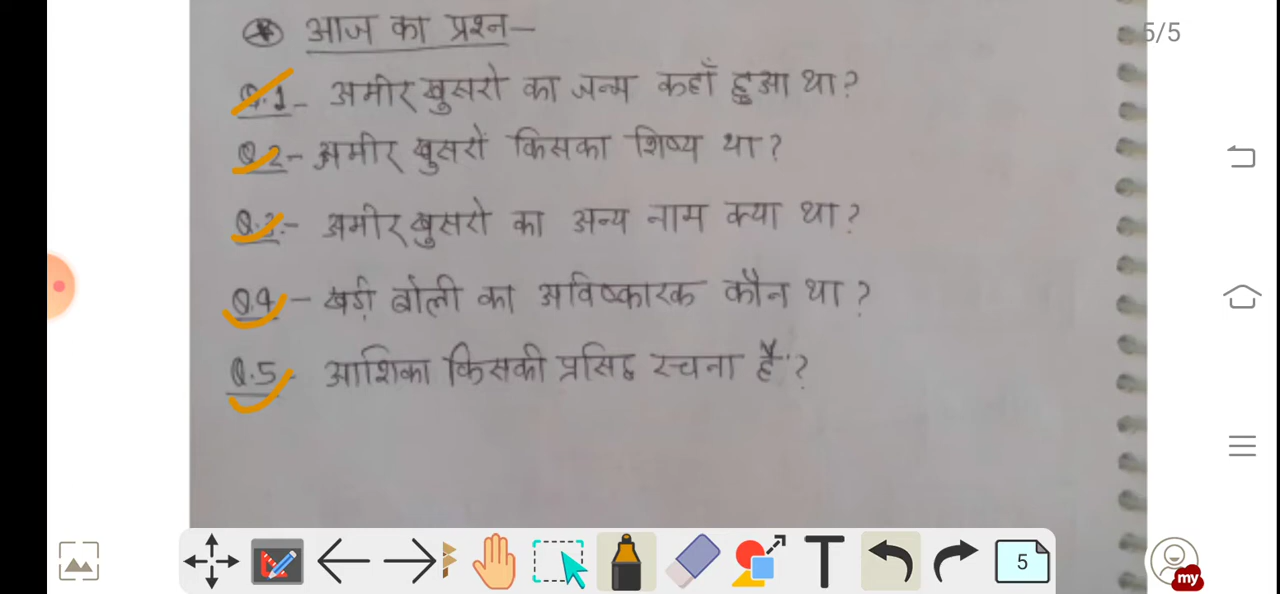 5/5
आज का प्रश्न-
Q.1- अमीर खुसरो का जन्म कहाँ हुआ था?
Q.2- अमीर खुसरों किसका शिष्य था?
Q.3.- अमीर खुसरो का अन्य नाम क्या था?
Q.4- खड़ी बोली का अविष्कारक कौन था?
Q.5- आशिका किसकी प्रसिद्ध रचना है?
T
5
my